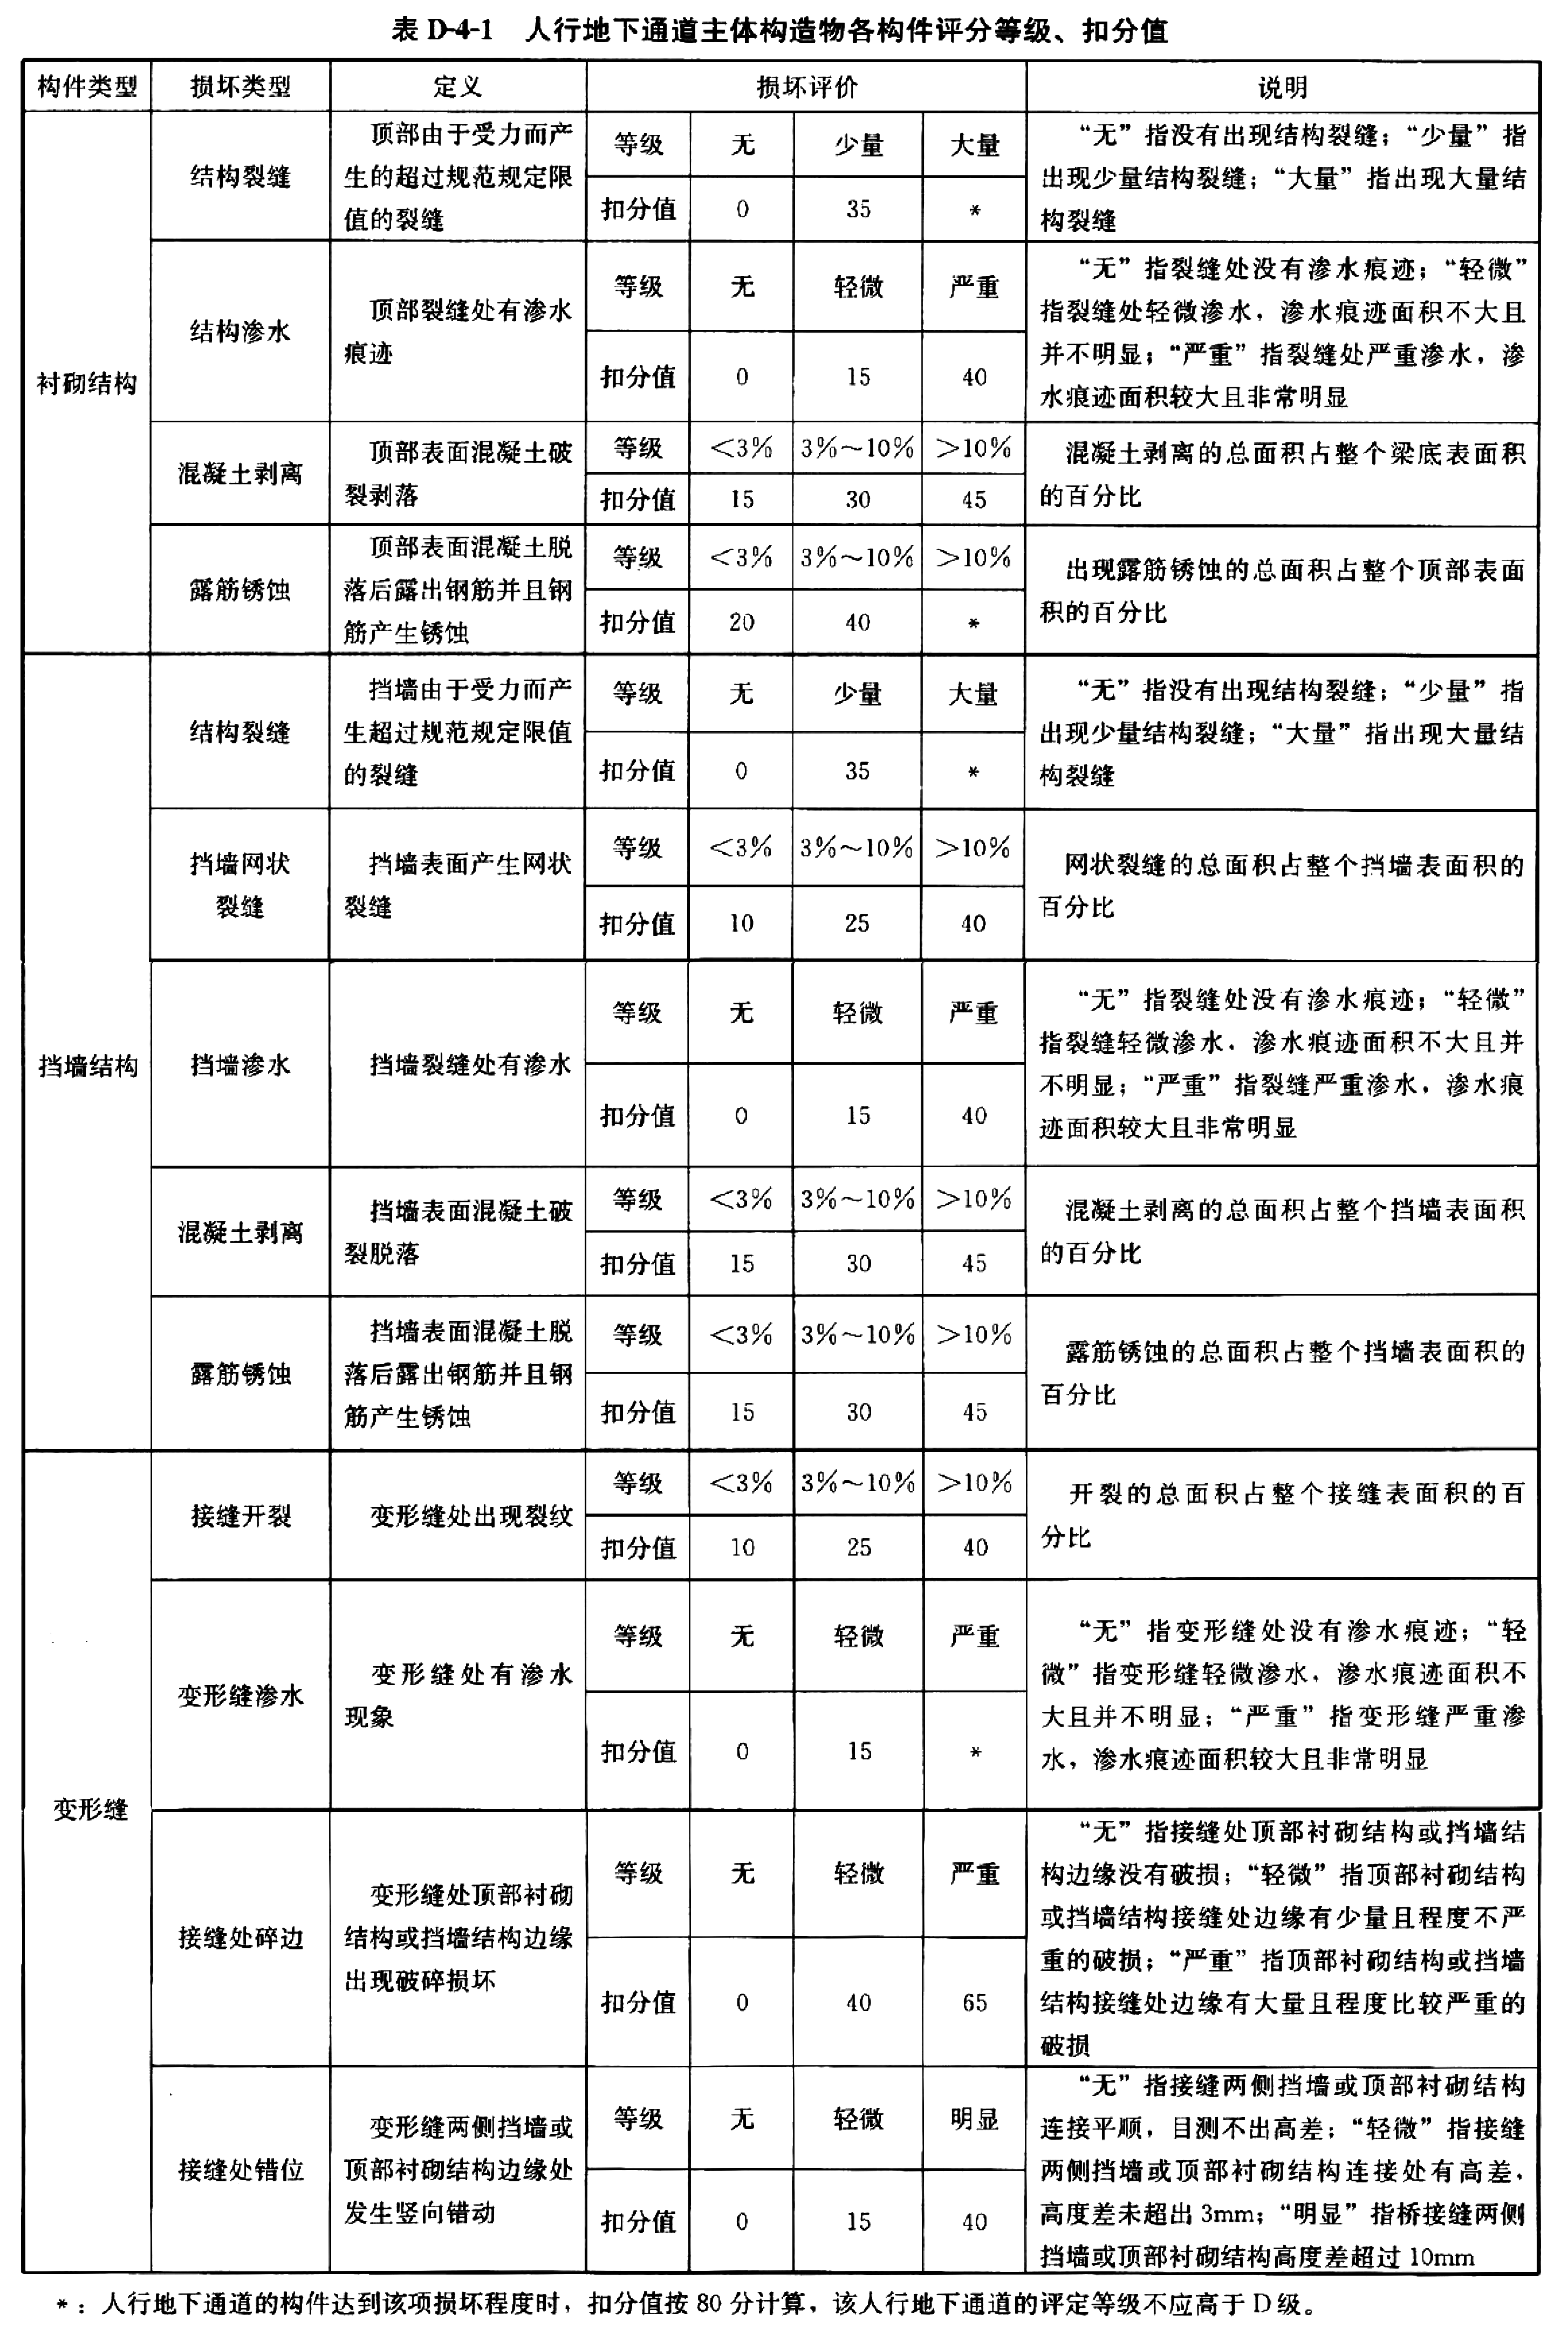 表 D-4-1 人行地下通道主体构造物各构件评分等级、扣分值
构件类型 损坏类型 定义 损坏评价 说明
衬砌结构
结构裂缝
顶部由于受力而产
生的超过规范规定限
值的裂缝
等级 无 少量 大量
扣分值 0 35 *
“无”指没有出现结构裂缝；“少量”指
出现少量结构裂缝；“大量”指出现大量结
构裂缝
结构渗水
顶部裂缝处有渗水
痕迹
等级 无 轻微 严重
扣分值 0 15 40
“无”指裂缝处没有渗水痕迹；“轻微”
指裂缝处轻微渗水，渗水痕迹面积不大且
并不明显；“严重”指裂缝处严重渗水，渗
水痕迹面积较大且非常明显
混凝土剥离
顶部表面混凝土破
裂剥落
等级 <3% 3%～10% >10%
扣分值 15 30 45
混凝土剥离的总面积占整个梁底表面积
的百分比
露筋锈蚀
顶部表面混凝土脱
落后露出钢筋并且钢
筋产生锈蚀
等级 <3% 3%～10% >10%
扣分值 20 40 *
出现露筋锈蚀的总面积占整个顶部表面
积的百分比
挡墙结构
结构裂缝
挡墙由于受力而产
生超过规范规定限值
的裂缝
等级 无 少量 大量
扣分值 0 35 *
“无”指没有出现结构裂缝；“少量”指
出现少量结构裂缝；“大量”指出现大量结
构裂缝
挡墙网状
裂缝
挡墙表面产生网状
裂缝
等级 <3% 3%～10% >10%
扣分值 10 25 40
网状裂缝的总面积占整个挡墙表面积的
百分比
挡墙渗水
挡墙裂缝处有渗水
等级 无 轻微 严重
扣分值 0 15 40
“无”指裂缝处没有渗水痕迹；“轻微”
指裂缝轻微渗水，渗水痕迹面积不大且并
不明显；“严重”指裂缝严重渗水，渗水痕
迹面积较大且非常明显
混凝土剥离
挡墙表面混凝土破
裂脱落
等级 <3% 3%～10% >10%
扣分值 15 30 45
混凝土剥离的总面积占整个挡墙表面积
的百分比
露筋锈蚀
挡墙表面混凝土脱
落后露出钢筋并且钢
筋产生锈蚀
等级 <3% 3%～10% >10%
扣分值 15 30 45
露筋锈蚀的总面积占整个挡墙表面积的
百分比
变形缝
接缝开裂
变形缝处出现裂纹
等级 <3% 3%～10% >10%
扣分值 10 25 40
开裂的总面积占整个接缝表面积的百
分比
变形缝渗水
变形缝处有渗水
现象
等级 无 轻微 严重
扣分值 0 15 *
“无”指变形缝处没有渗水痕迹；“轻
微”指变形缝轻微渗水，渗水痕迹面积不
大且并不明显；“严重”指变形缝严重渗
水，渗水痕迹面积较大且非常明显
接缝处碎边
变形缝处顶部衬砌
结构或挡墙结构边缘
出现破碎损坏
等级 无 轻微 严重
扣分值 0 40 65
“无”指接缝处顶部衬砌结构或挡墙结
构边缘没有破损；“轻微”指顶部衬砌结构
或挡墙结构接缝处边缘有少量且程度不严
重的破损；“严重”指顶部衬砌结构或挡墙
结构接缝处边缘有大量且程度比较严重的
破损
接缝处错位
变形缝两侧挡墙或
顶部衬砌结构边缘处
发生竖向错动
等级 无 轻微 明显
扣分值 0 15 40
“无”指接缝两侧挡墙或顶部衬砌结构
连接平顺，目测不出高差；“轻微”指接缝
两侧挡墙或顶部衬砌结构连接处有高差，
高度差未超出 3mm；“明显”指桥接缝两侧
挡墙或顶部衬砌结构高度差超过 10mm
*：人行地下通道的构件达到该项损坏程度时，扣分值按 80 分计算，该人行地下通道的评定等级不应高于 D 级。